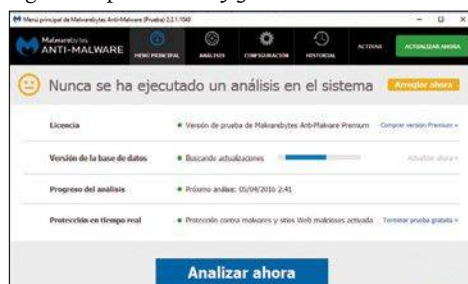 Menú principal de Malwarebytes Anti-Malware (Prueba) 2.2.1.1043
Malwarebytes
ANTI-MALWARE
MENÚ PRINCIPAL
ANÁLISIS
CONFIGURACIÓN
HISTORIAL
ACTIVAR
ACTUALIZAR AHORA
Nunca se ha ejecutado un análisis en el sistema
Arreglar ahora
Licencia
Versión de prueba de Malwarebytes Anti-Malware Premium
Comprar versión Premium »
Versión de la base de datos
Buscando actualizaciones
Actualizar ahora »
Progreso del análisis
Próximo análisis: 05/04/2016 2:41
Protección en tiempo real
Protección contra malwares y sitios Web maliciosos activada
Terminar prueba gratuita »
Analizar ahora